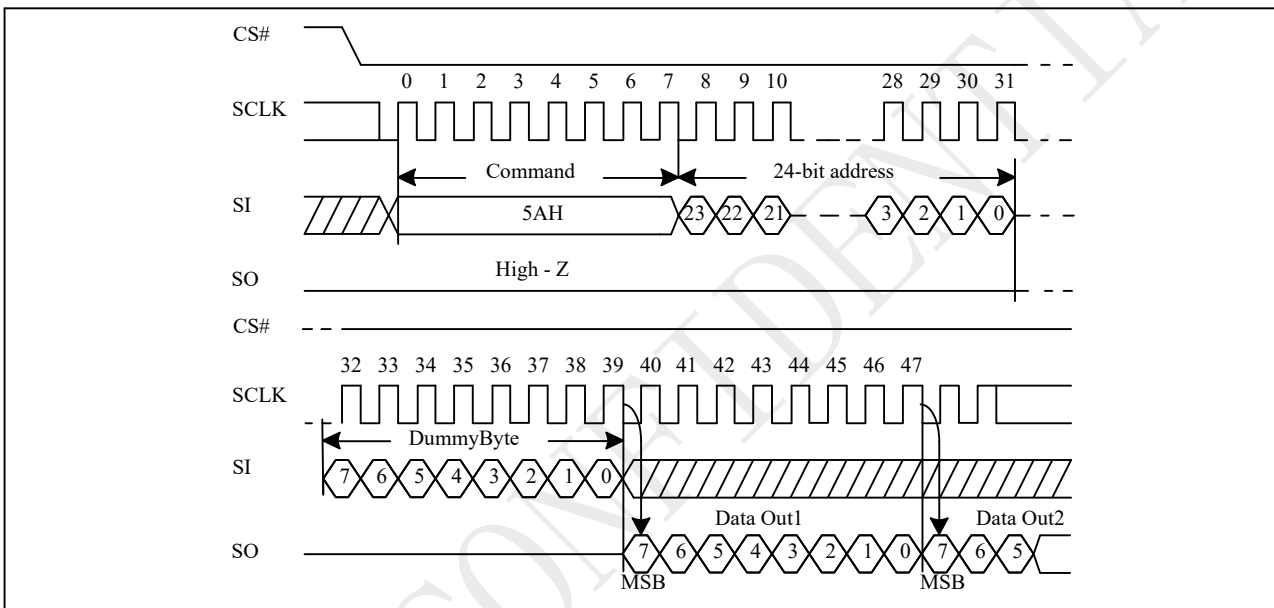 CS#
0 1 2 3 4 5 6 7 8 9 10 28 29 30 31
SCLK
Command 24-bit address
SI 5AH 23 22 21 3 2 1 0
High - Z
SO
CS#
32 33 34 35 36 37 38 39 40 41 42 43 44 45 46 47
SCLK
DummyByte
SI 7 6 5 4 3 2 1 0
Data Out1 Data Out2
SO 7 6 5 4 3 2 1 0 7 6 5
MSB MSB
CONFIDENTIA